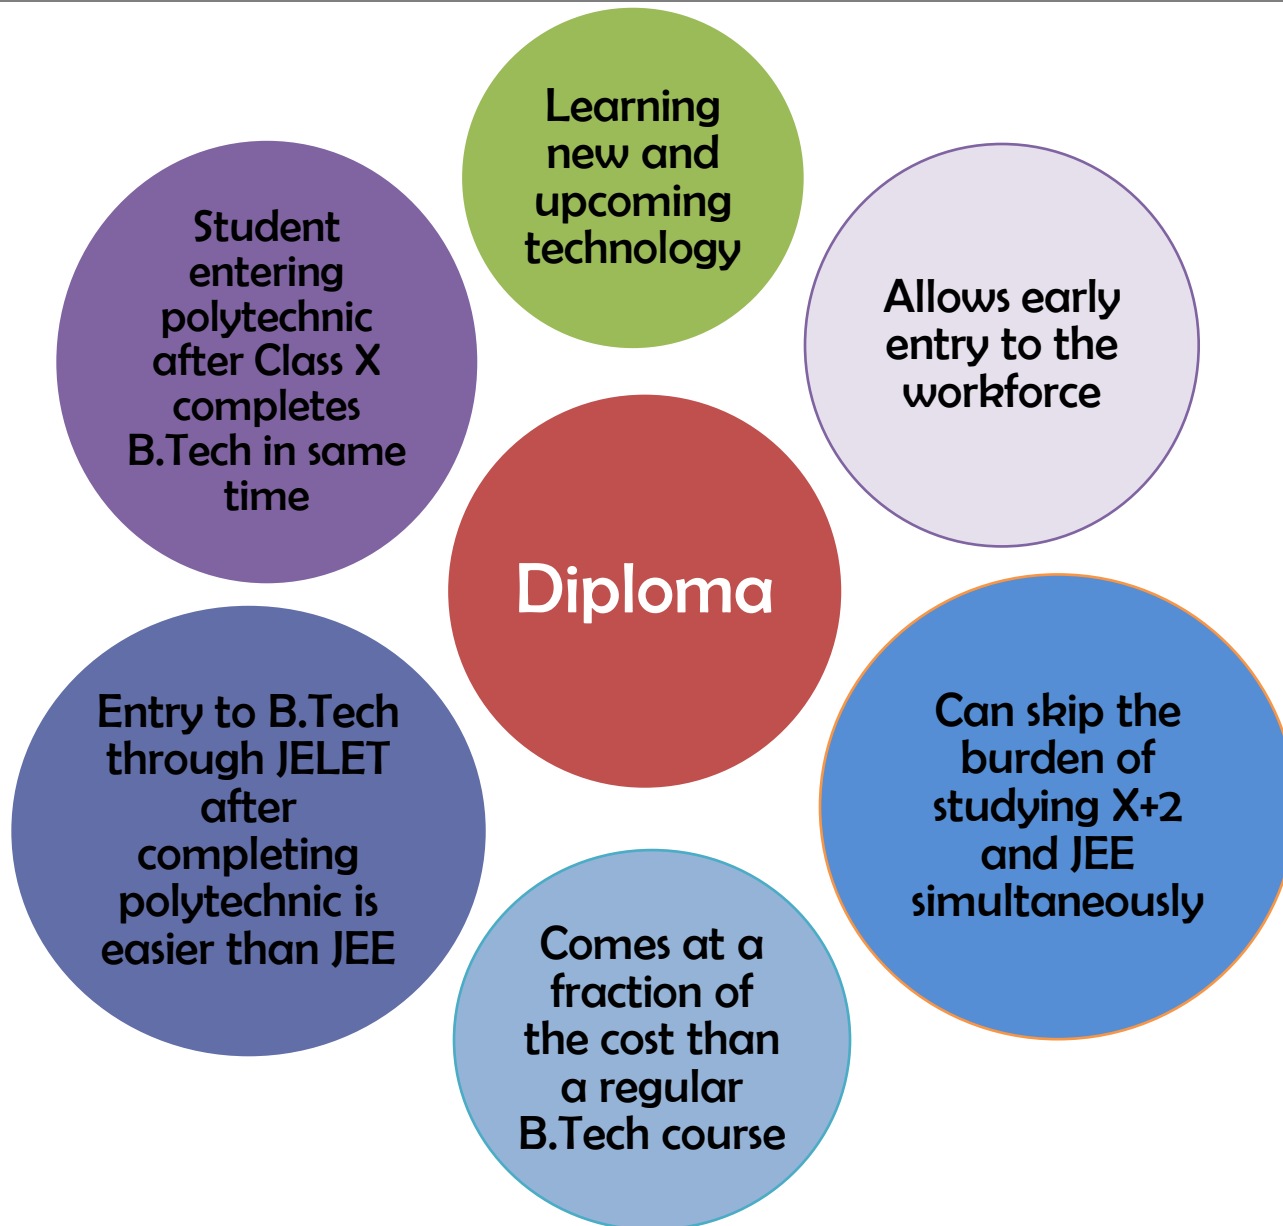 Learning
new and
upcoming
technology
Allows early
entry to the
workforce
Can skip the
burden of
studying X+2
and JEE
simultaneously
Comes at a
fraction of
the cost than
a regular
B.Tech course
Entry to B.Tech
through JELET
after
completing
polytechnic is
easier than JEE
Student
entering
polytechnic
after Class X
completes
B.Tech in same
time
Diploma